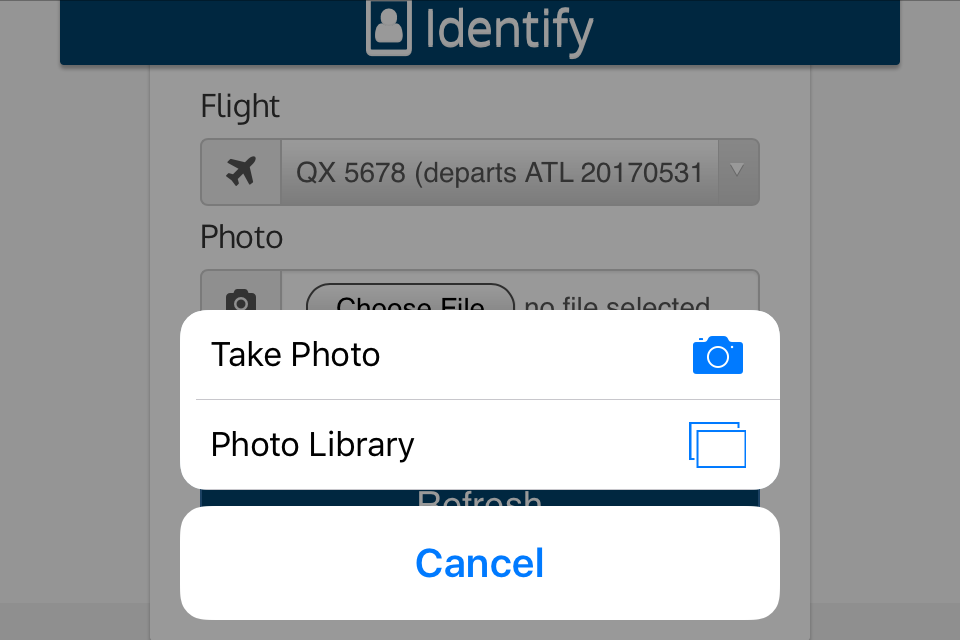 Identify
Flight
QX 5678 (departs ATL 20170531
Photo
Choose File no file selected
Take Photo
Photo Library
Refresh
Cancel